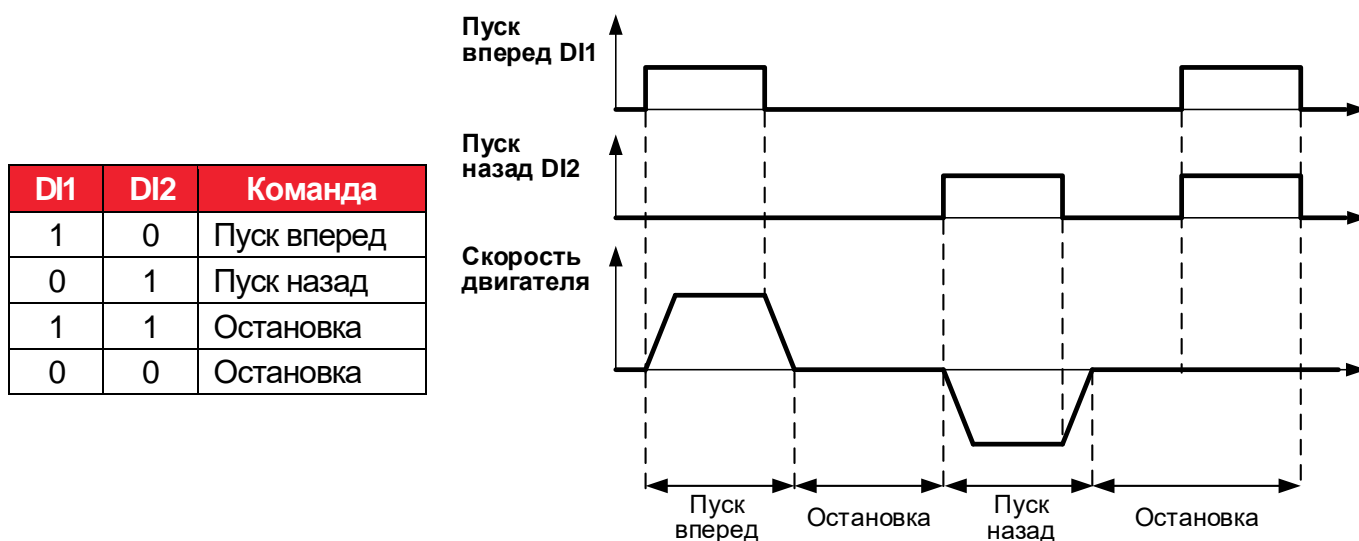 DI1 DI2 Команда
1 0 Пуск вперед
0 1 Пуск назад
1 1 Остановка
0 0 Остановка
Пуск
вперед DI1
Пуск
назад DI2
Скорость
двигателя
Пуск
вперед
Остановка
Пуск
назад
Остановка